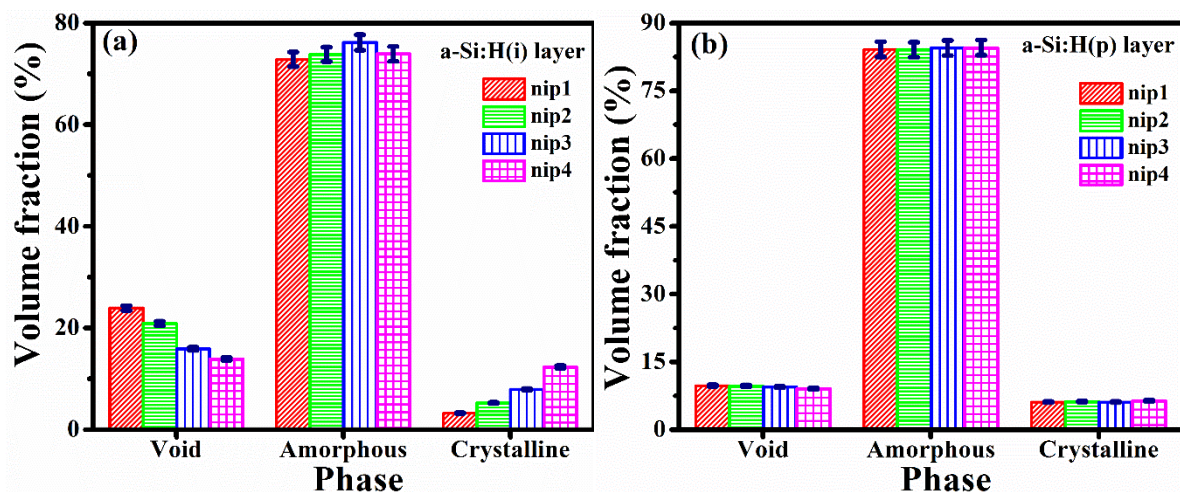 (a)
a-Si:H(i) layer
nip1
nip2
nip3
nip4
Volume fraction (%)
80
60
40
20
0
Void
Amorphous
Crystalline
Phase
(b)
a-Si:H(p) layer
nip1
nip2
nip3
nip4
Volume fraction (%)
90
75
60
45
30
15
0
Void
Amorphous
Crystalline
Phase